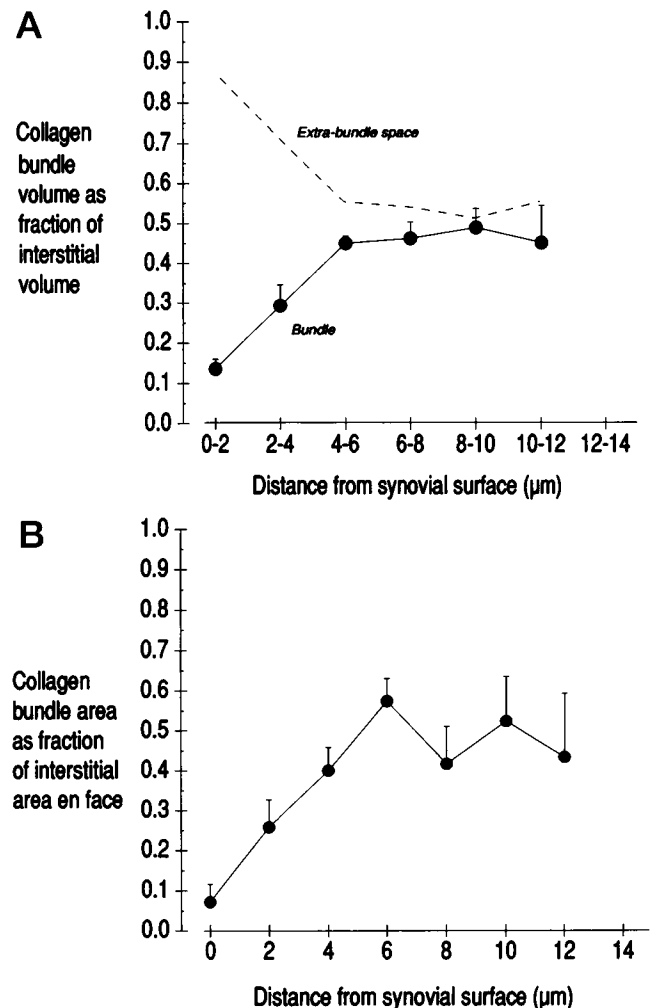 A
1.0
0.9
0.8
0.7
0.6
0.5
0.4
0.3
0.2
0.1
0.0
Collagen
bundle
volume as
fraction of
interstitial
volume
Extra-bundle space
Bundle
0-2 2-4 4-6 6-8 8-10 10-12 12-14
Distance from synovial surface (µm)
B
1.0
0.9
0.8
0.7
0.6
0.5
0.4
0.3
0.2
0.1
0.0
Collagen
bundle area
as fraction
of interstitial
area en face
0 2 4 6 8 10 12 14
Distance from synovial surface (µm)